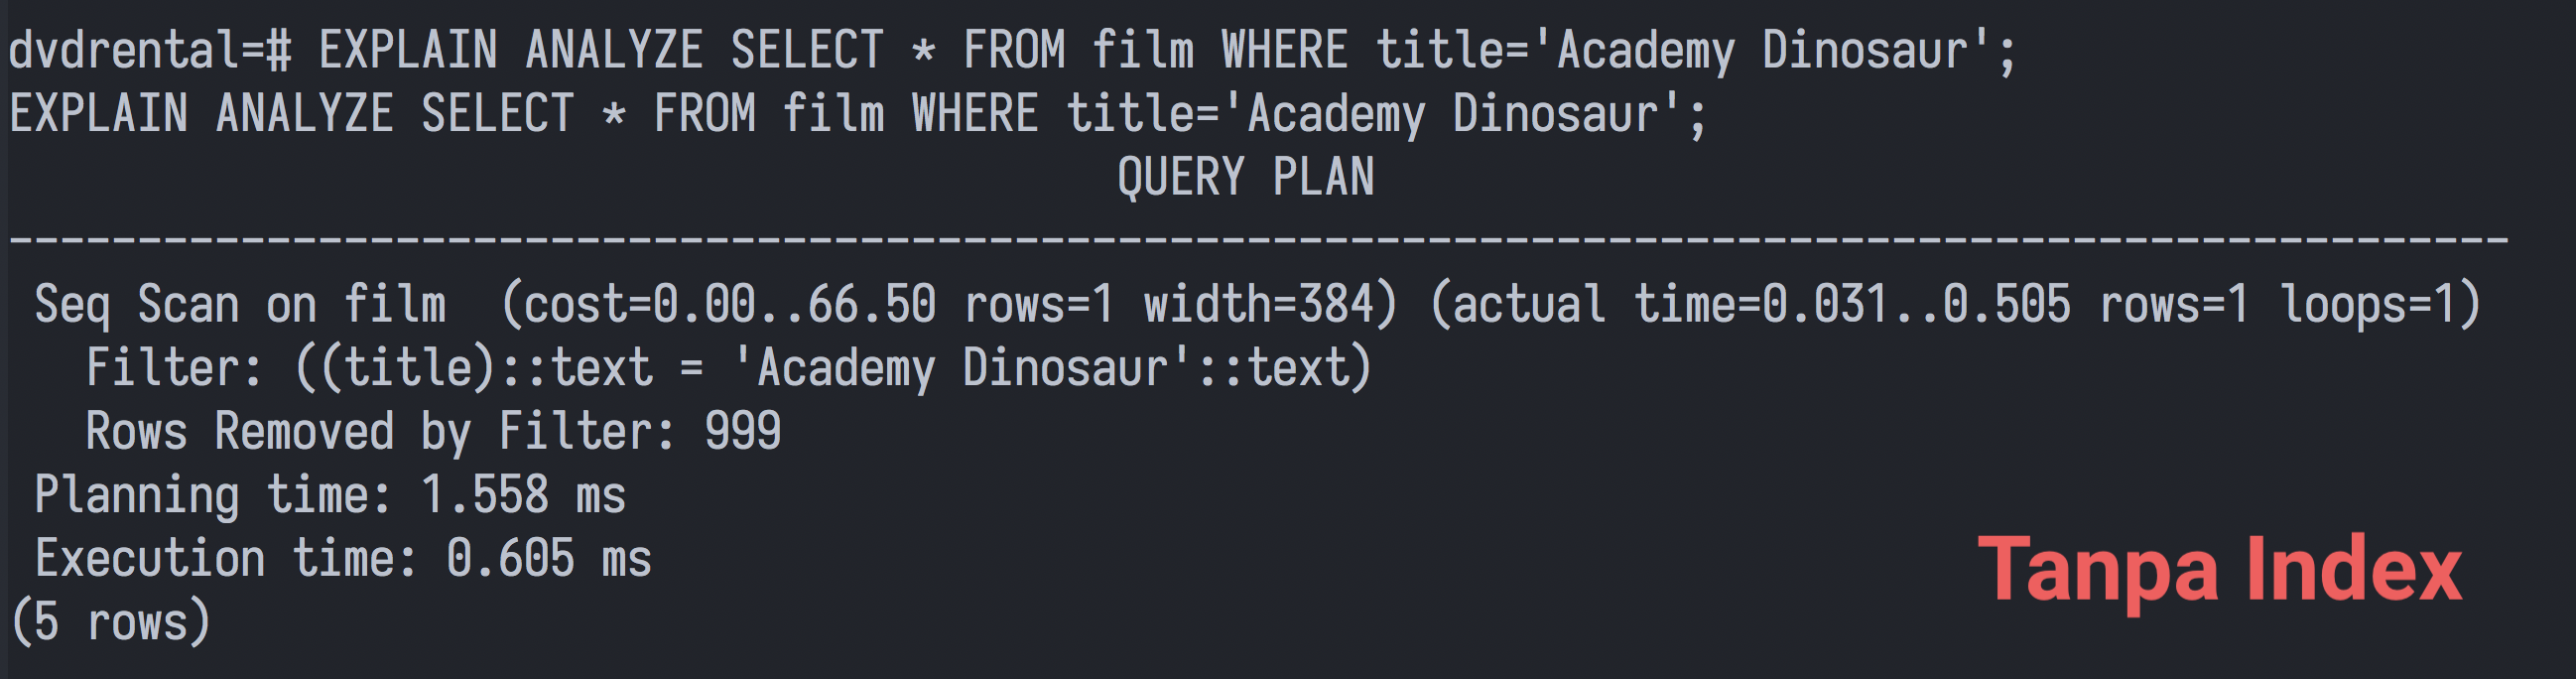 dvdrental=# EXPLAIN ANALYZE SELECT * FROM film WHERE title='Academy Dinosaur';
EXPLAIN ANALYZE SELECT * FROM film WHERE title='Academy Dinosaur';
QUERY PLAN
-------------------------------------------------------------------------------------------------
Seq Scan on film  (cost=0.00..66.50 rows=1 width=384) (actual time=0.031..0.505 rows=1 loops=1)
Filter: ((title)::text = 'Academy Dinosaur'::text)
Rows Removed by Filter: 999
Planning time: 1.558 ms
Execution time: 0.605 ms
(5 rows)
Tanpa Index